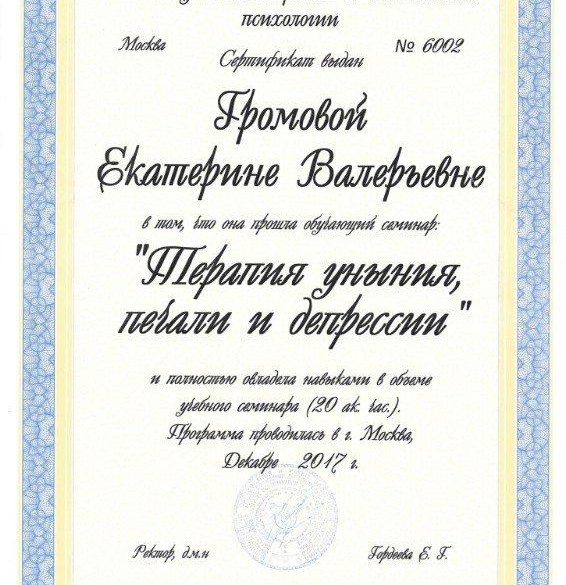 психологии
Москва № 6002
Сертификат выдан
Громовой
Екатерине Валерьевне
в том, что она прошла обучающий семинар:
"Терапия уныния,
печали и депрессии"
и полностью овладела навыками в объеме
учебного семинара (20 ак. час.).
Программа проводилась в г. Москва,
Декабре 2017 г.
Ректор, д.м.н Гордеева Е. Г.